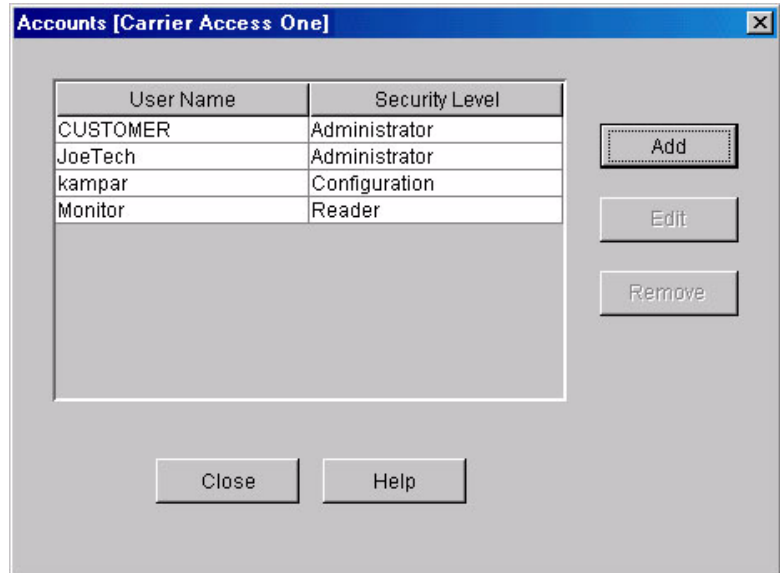 Accounts [Carrier Access One]
User Name Security Level
CUSTOMER Administrator
JoeTech Administrator
kampar Configuration
Monitor Reader
Add
Edit
Remove
Close Help